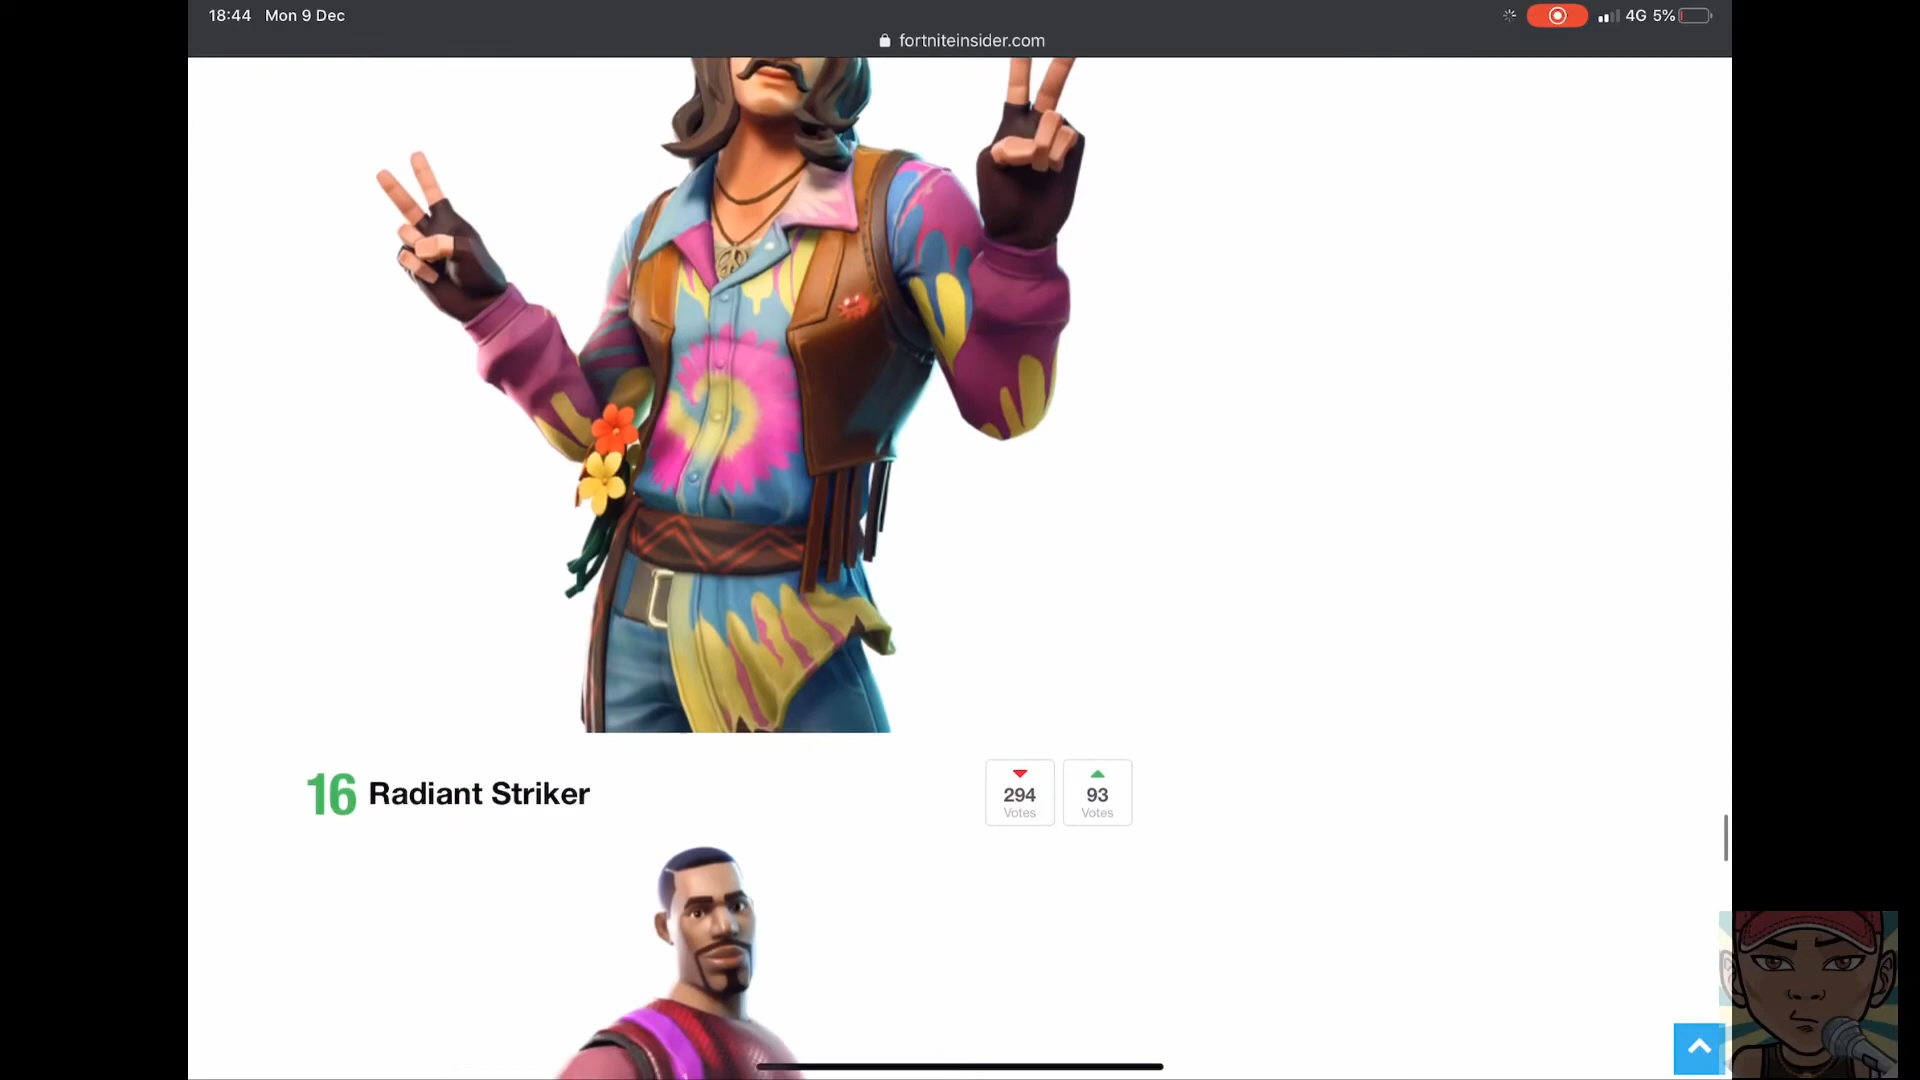 18:44 Mon 9 Dec
4G 5%
fortniteinsider.com
16 Radiant Striker
294
Votes
93
Votes